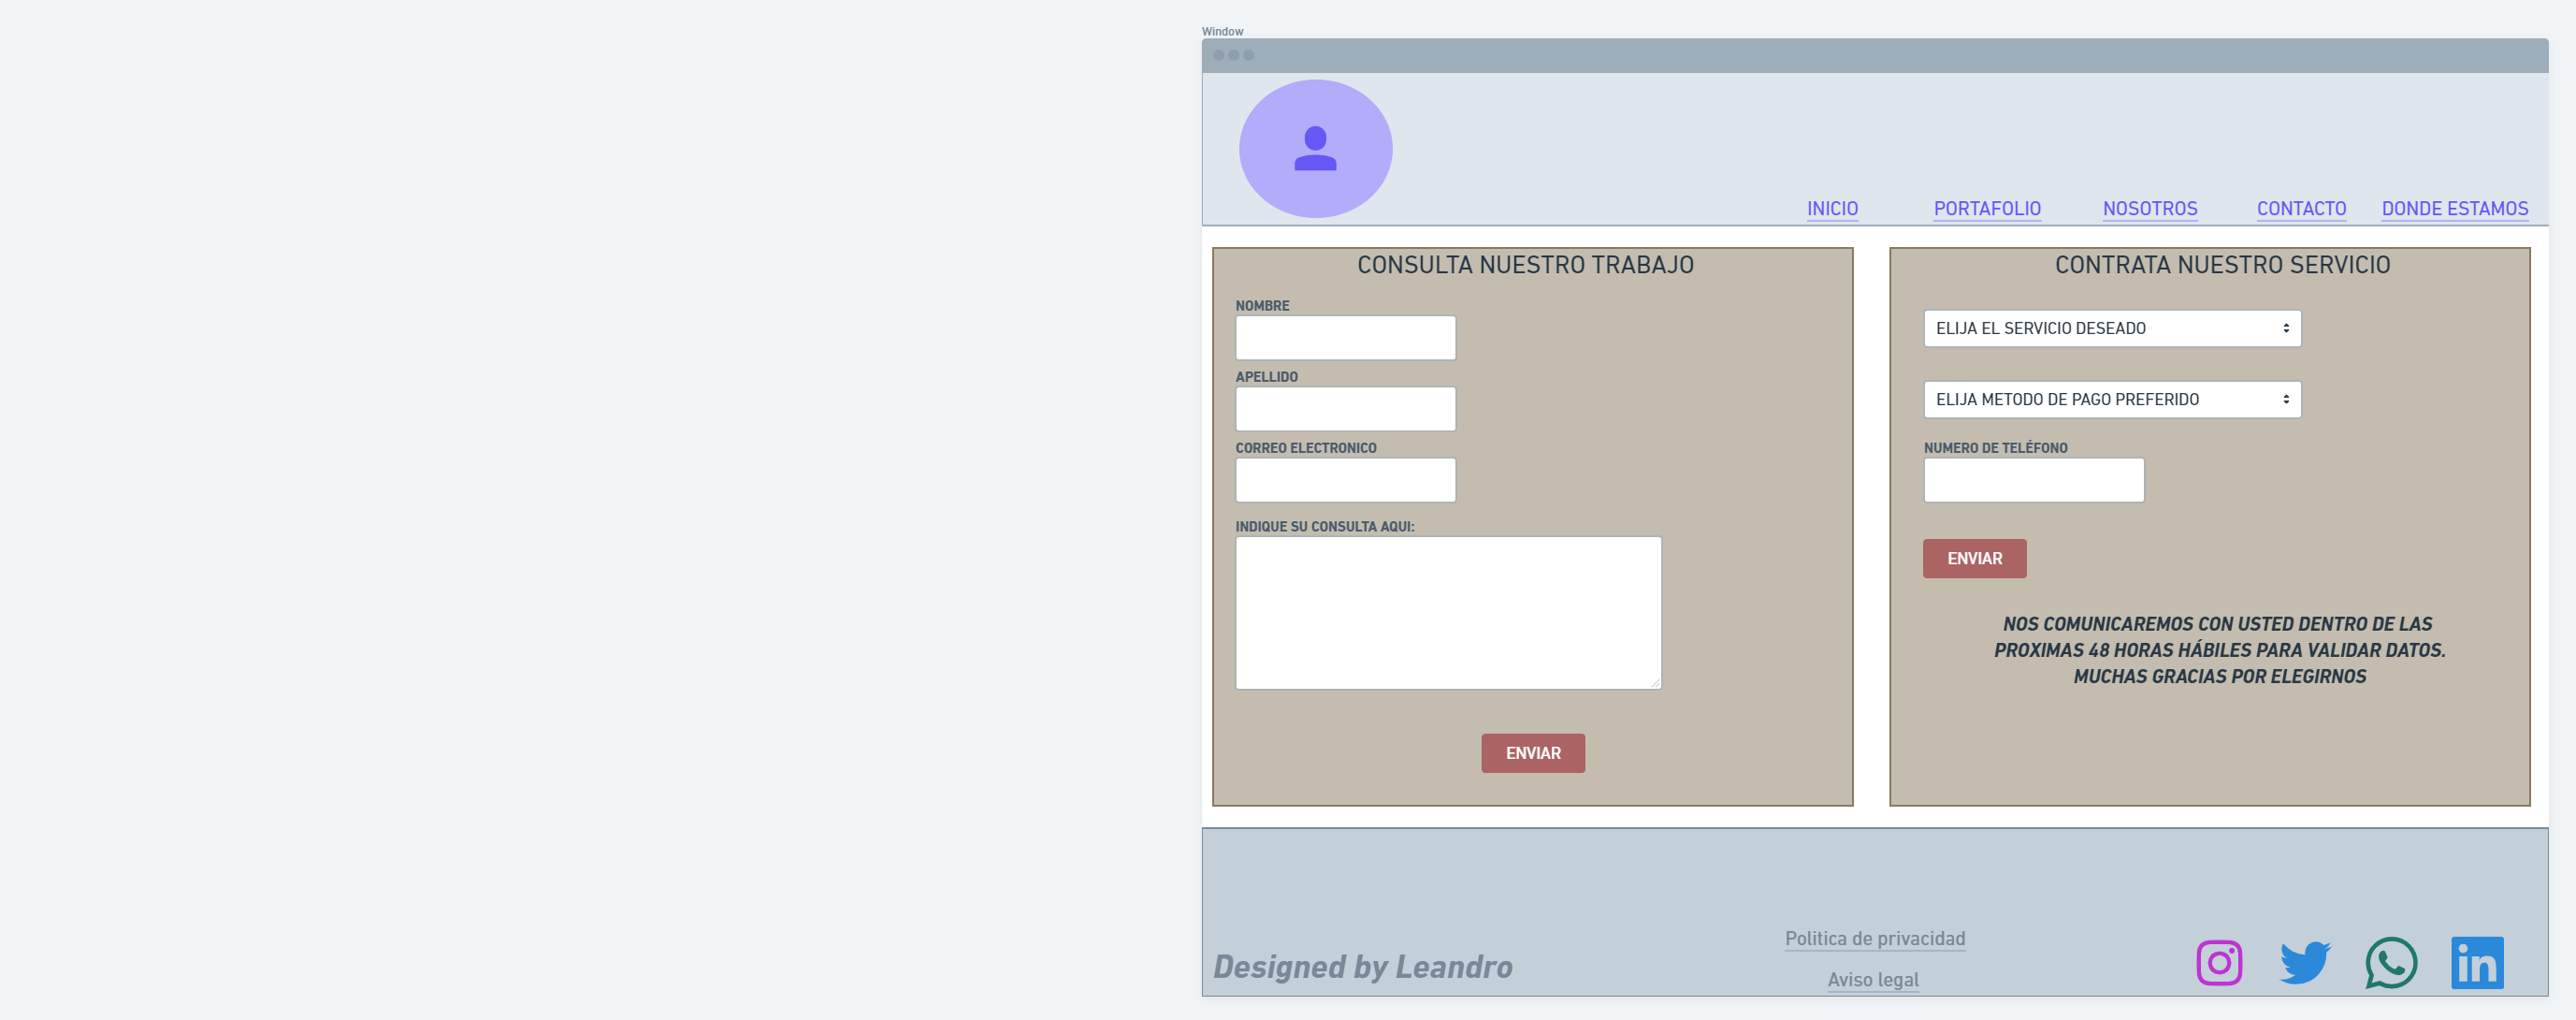 Window
INICIO PORTAFOLIO NOSOTROS CONTACTO DONDE ESTAMOS
CONSULTA NUESTRO TRABAJO
NOMBRE
APELLIDO
CORREO ELECTRONICO
INDIQUE SU CONSULTA AQUI:
ENVIAR
CONTRATA NUESTRO SERVICIO
ELIJA EL SERVICIO DESEADO
ELIJA METODO DE PAGO PREFERIDO
NUMERO DE TELÉFONO
ENVIAR
NOS COMUNICAREMOS CON USTED DENTRO DE LAS
PROXIMAS 48 HORAS HÁBILES PARA VALIDAR DATOS.
MUCHAS GRACIAS POR ELEGIRNOS
Designed by Leandro
Politica de privacidad
Aviso legal
in